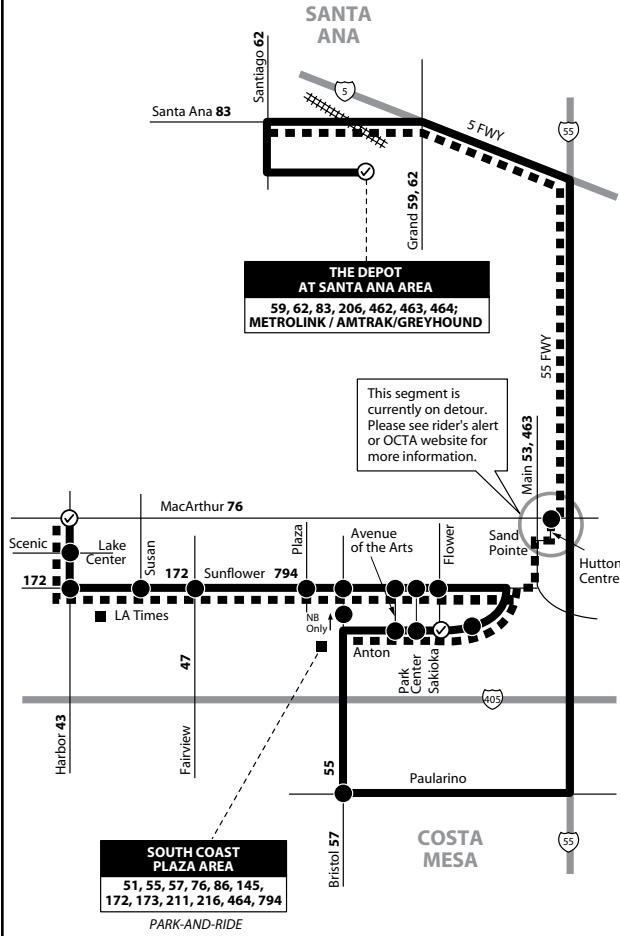 SANTA
ANA
Santiago 62
5
Santa Ana 83
55
5 FWY
Grand 59, 62
THE DEPOT
AT SANTA ANA AREA
59, 62, 83, 206, 462, 463, 464;
METROLINK / AMTRAK/GREYHOUND
55 FWY
This segment is
currently on detour.
Please see rider's alert
or OCTA website for
more information.
Main 53, 463
MacArthur 76
Scenic
Lake
Center
Susan
Plaza
Avenue
of the Arts
Flower
Sand
Pointe
Hutton
Centre
172
172
Sunflower
794
LA Times
NB
Only
Anton
Park
Center
Sakioka
47
405
Harbor 43
Fairview
55
Paularino
Bristol 57
COSTA
MESA
55
SOUTH COAST
PLAZA AREA
51, 55, 57, 76, 86, 145,
172, 173, 211, 216, 464, 794
PARK-AND-RIDE